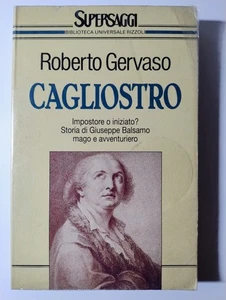 SUPERSAGGI
BIBLIOTECA UNIVERSALE RIZZOLI
Roberto Gervaso
CAGLIOSTRO
Impostore o iniziato?
Storia di Giuseppe Balsamo
mago e avventuriero